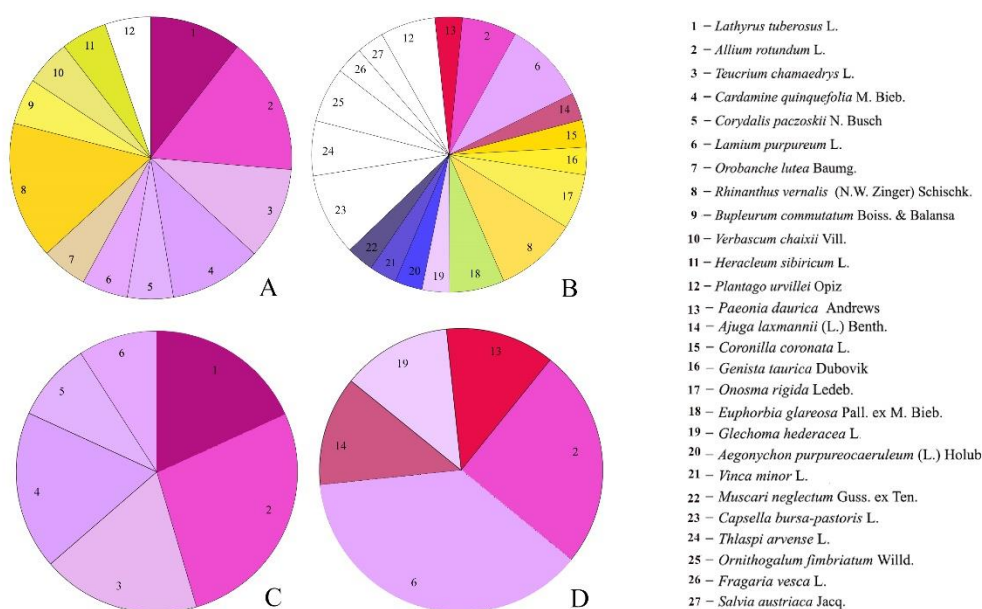 12
1
11
10
2
9
8
3
7
4
6
5
A
12
13
2
27
26
6
25
14
15
24
16
17
23
8
22
21
20
19
18
B
6
1
5
4
2
3
C
19
13
14
2
6
D
1 – Lathyrus tuberosus L.
2 – Allium rotundum L.
3 – Teucrium chamaedrys L.
4 – Cardamine quinquefolia M. Bieb.
5 – Corydalis paczoskii N. Busch
6 – Lamium purpureum L.
7 – Orobanche lutea Baumg.
8 – Rhinanthus vernalis (N.W. Zinger) Schischk.
9 – Bupleurum commutatum Boiss. & Balansa
10 – Verbascum chaixii Vill.
11 – Heracleum sibiricum L.
12 – Plantago urvillei Opiz
13 – Paeonia daurica Andrews
14 – Ajuga laxmannii (L.) Benth.
15 – Coronilla coronata L.
16 – Genista taurica Dubovik
17 – Onosma rigida Ledeb.
18 – Euphorbia glareosa Pall. ex M. Bieb.
19 – Glechoma hederacea L
20 – Aegonychon purpureocaeruleum (L.) Holub
21 – Vinca minor L.
22 – Muscari neglectum Guss. ex Ten.
23 – Capsella bursa-pastoris L.
24 – Thlaspi arvense L.
25 – Ornithogalum fimbriatum Willd.
26 – Fragaria vesca L.
27 – Salvia austriaca Jacq.